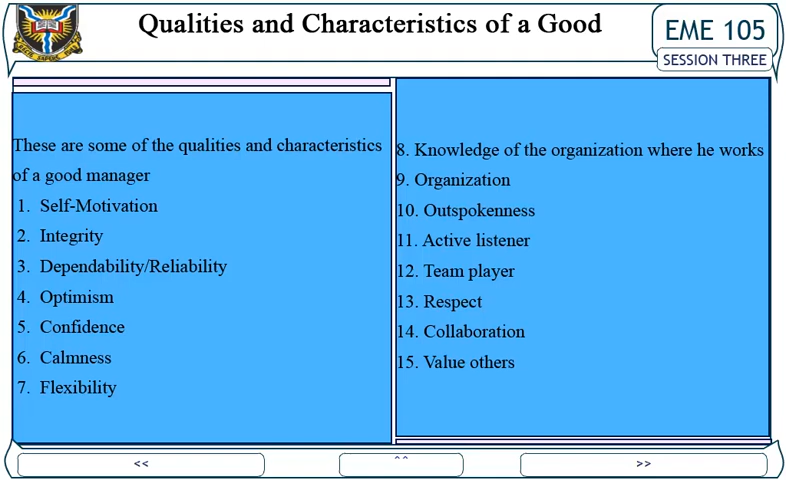 Qualities and Characteristics of a Good
EME 105
SESSION THREE
These are some of the qualities and characteristics
of a good manager
1. Self-Motivation
2. Integrity
3. Dependability/Reliability
4. Optimism
5. Confidence
6. Calmness
7. Flexibility
8. Knowledge of the organization where he works
9. Organization
10. Outspokenness
11. Active listener
12. Team player
13. Respect
14. Collaboration
15. Value others
<<
^^
>>